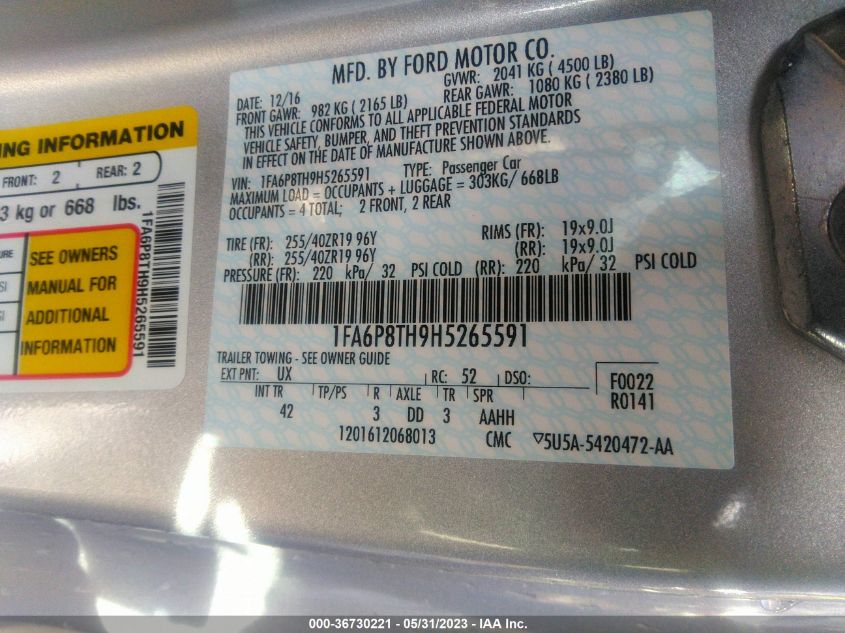 MFD. BY FORD MOTOR CO.
DATE: 12/16 GVWR: 2041 KG ( 4500 LB)
FRONT GAWR: 982 KG ( 2165 LB) REAR GAWR: 1080 KG ( 2380 LB)
THIS VEHICLE CONFORMS TO ALL APPLICABLE FEDERAL MOTOR
VEHICLE SAFETY, BUMPER, AND THEFT PREVENTION STANDARDS
IN EFFECT ON THE DATE OF MANUFACTURE SHOWN ABOVE.
VIN: 1FA6P8TH9H5265591 TYPE: Passenger Car
MAXIMUM LOAD = OCCUPANTS + LUGGAGE = 303KG/ 668LB
OCCUPANTS = 4 TOTAL; 2 FRONT, 2 REAR
TIRE (FR): 255/40ZR19 96Y RIMS (FR): 19x9.0J
(RR): 255/40ZR19 96Y (RR): 19x9.0J
PRESSURE (FR): 220 kPa/ 32 PSI COLD (RR): 220 kPa/ 32 PSI COLD
1FA6P8TH9H5265591
TRAILER TOWING - SEE OWNER GUIDE
EXT PNT: UX RC: 52 DSO: F0022
INT TR TP/PS R AXLE TR SPR R0141
42 3 DD 3 AAHH
1201612068013 CMC ▽5U5A-5420472-AA
ING INFORMATION
FRONT: 2 REAR: 2
3 kg or 668 lbs.
SEE OWNERS
MANUAL FOR
ADDITIONAL
INFORMATION
1FA6P8TH9H5265591
000-36730221 - 05/31/2023 - IAA Inc.